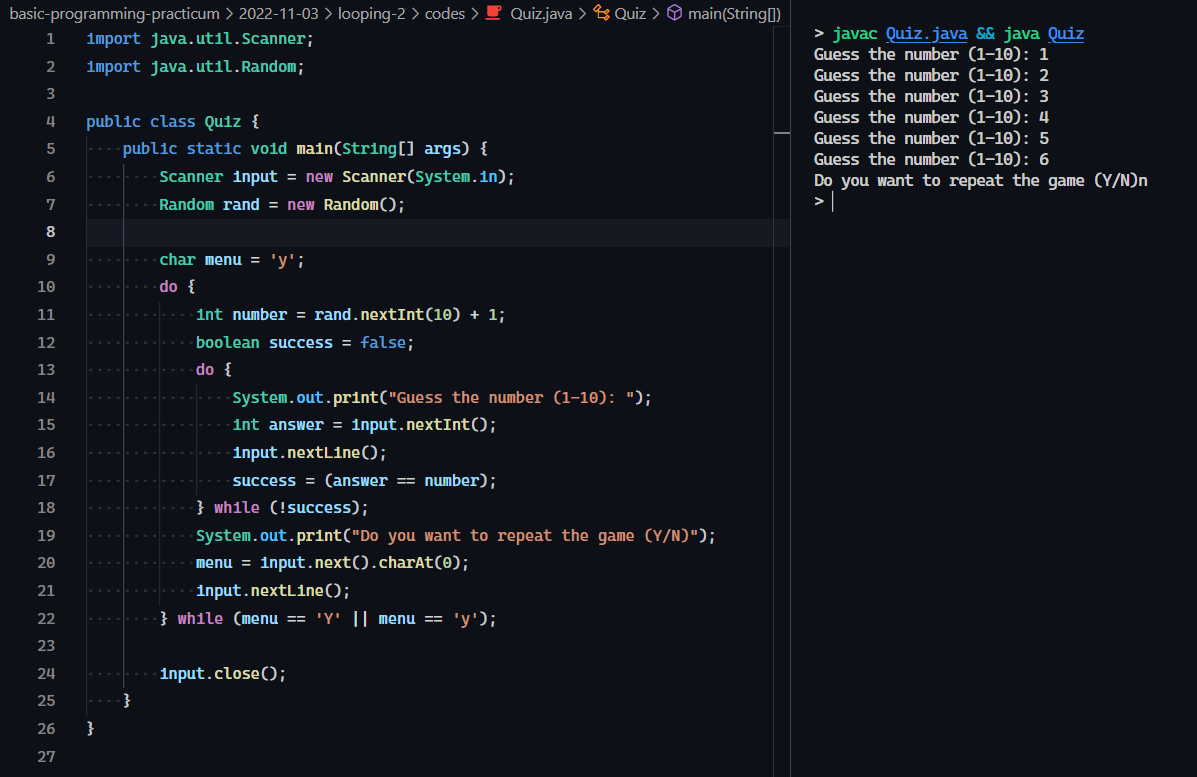 basic-programming-practicum > 2022-11-03 > looping-2 > codes > Quiz.java > Quiz > main(String[])
1 import java.util.Scanner;
2 import java.util.Random;
3
4 public class Quiz {
5 public static void main(String[] args) {
6 Scanner input = new Scanner(System.in);
7 Random rand = new Random();
8
9 char menu = 'y';
10 do {
11 int number = rand.nextInt(10) + 1;
12 boolean success = false;
13 do {
14 System.out.print("Guess the number (1-10): ");
15 int answer = input.nextInt();
16 input.nextLine();
17 success = (answer == number);
18 } while (!success);
19 System.out.print("Do you want to repeat the game (Y/N)");
20 menu = input.next().charAt(0);
21 input.nextLine();
22 } while (menu == 'Y' || menu == 'y');
23
24 input.close();
25 }
26 }
27
> javac Quiz.java && java Quiz
Guess the number (1-10): 1
Guess the number (1-10): 2
Guess the number (1-10): 3
Guess the number (1-10): 4
Guess the number (1-10): 5
Guess the number (1-10): 6
Do you want to repeat the game (Y/N)n
>